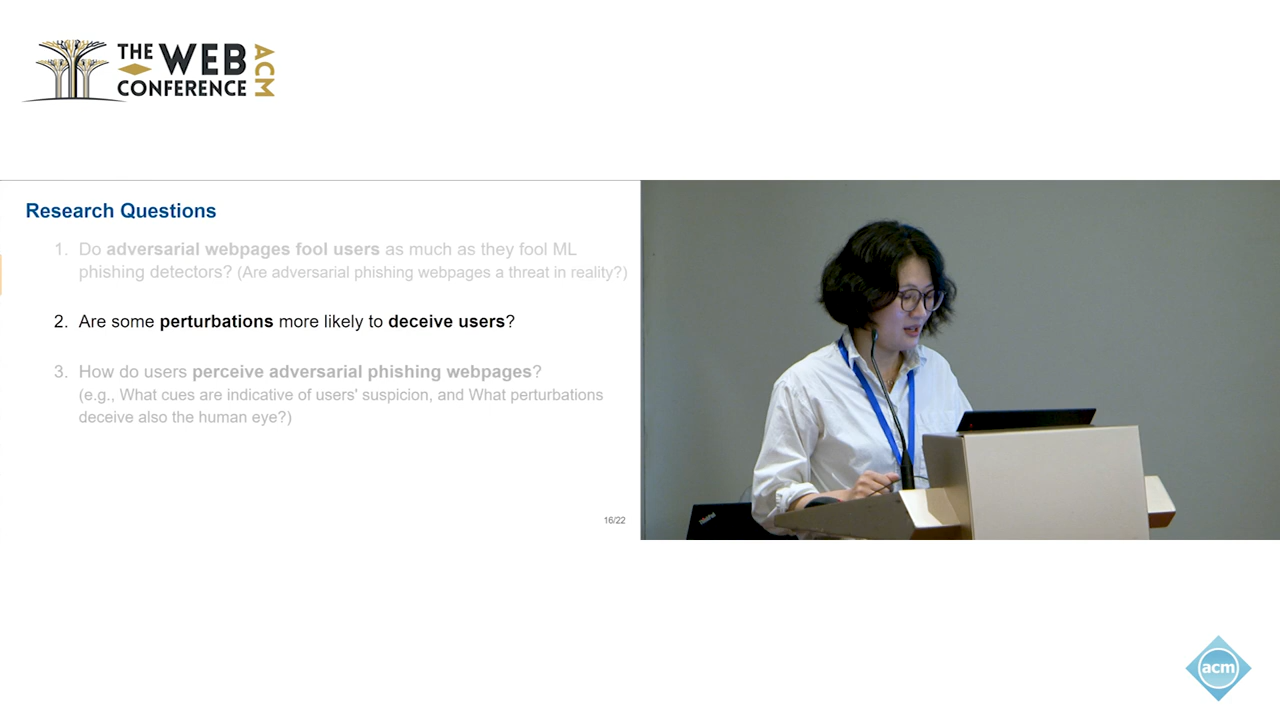 THE WEB
CONFERENCE
ACM
Research Questions
1. Do adversarial webpages fool users as much as they fool ML
phishing detectors? (Are adversarial phishing webpages a threat in reality?)
2. Are some perturbations more likely to deceive users?
3. How do users perceive adversarial phishing webpages?
(e.g., What cues are indicative of users' suspicion, and What perturbations
deceive also the human eye?)
16/22
ThinkPad
acm